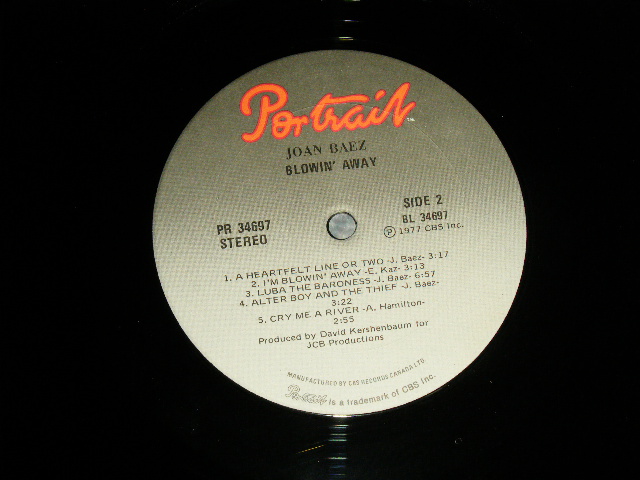 Portrait™
JOAN BAEZ
BLOWIN' AWAY
PR 34697
STEREO
SIDE 2
BL 34697
Ⓟ 1977 CBS Inc.
1. A HEARTFELT LINE OR TWO -J. Baez- 3:17
2. I'M BLOWIN' AWAY -E. Kaz- 3:13
3. LUBA THE BARONESS -J. Baez- 6:57
4. ALTER BOY AND THE THIEF -J. Baez-
3:22
5. CRY ME A RIVER -A. Hamilton-
2:55
Produced by David Kershenbaum for
JCB Productions
MANUFACTURED BY CBS RECORDS CANADA LTD.
Portrait is a trademark of CBS Inc.